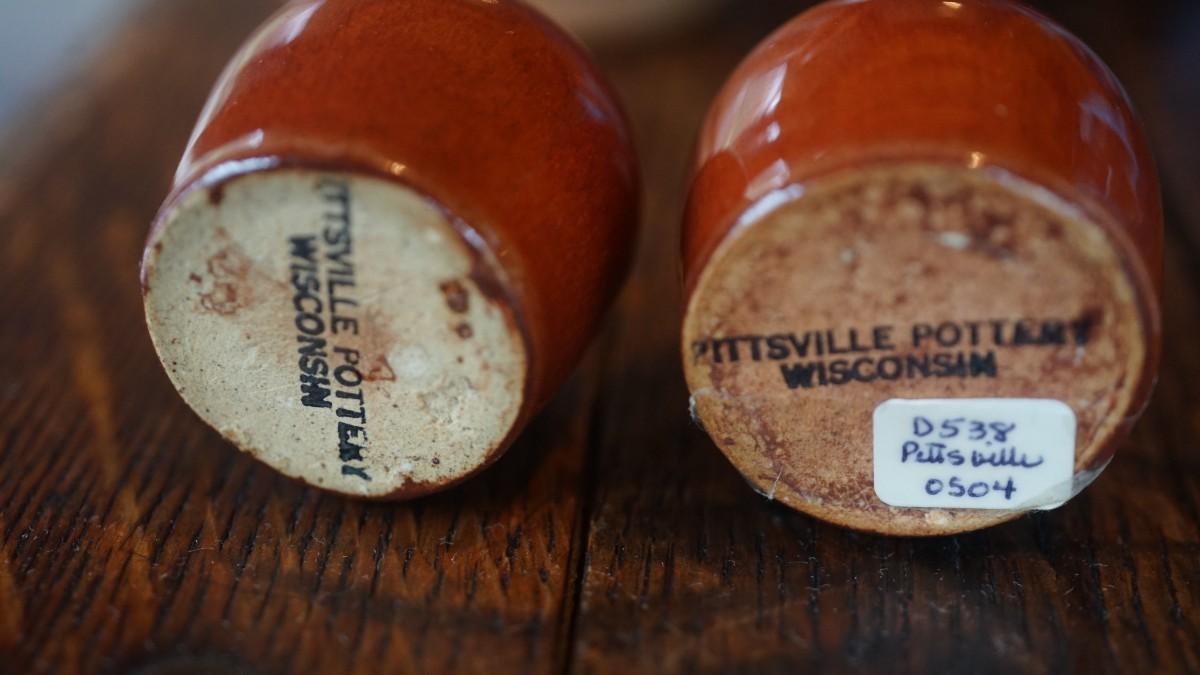 ITTSVILLE POTTERY
WISCONSIN
PITTSVILLE POTTERY
WISCONSIN
D538
Pittsville
0504